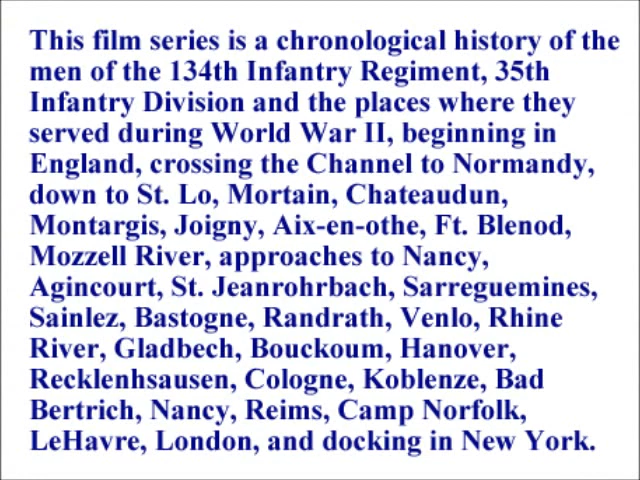 This film series is a chronological history of the
men of the 134th Infantry Regiment, 35th
Infantry Division and the places where they
served during World War II, beginning in
England, crossing the Channel to Normandy,
down to St. Lo, Mortain, Chateaudun,
Montargis, Joigny, Aix-en-othe, Ft. Blenod,
Mozzell River, approaches to Nancy,
Agincourt, St. Jeanrohrbach, Sarreguemines,
Sainlez, Bastogne, Randrath, Venlo, Rhine
River, Gladbech, Bouckoum, Hanover,
Recklenhsausen, Cologne, Koblenze, Bad
Bertrich, Nancy, Reims, Camp Norfolk,
LeHavre, London, and docking in New York.